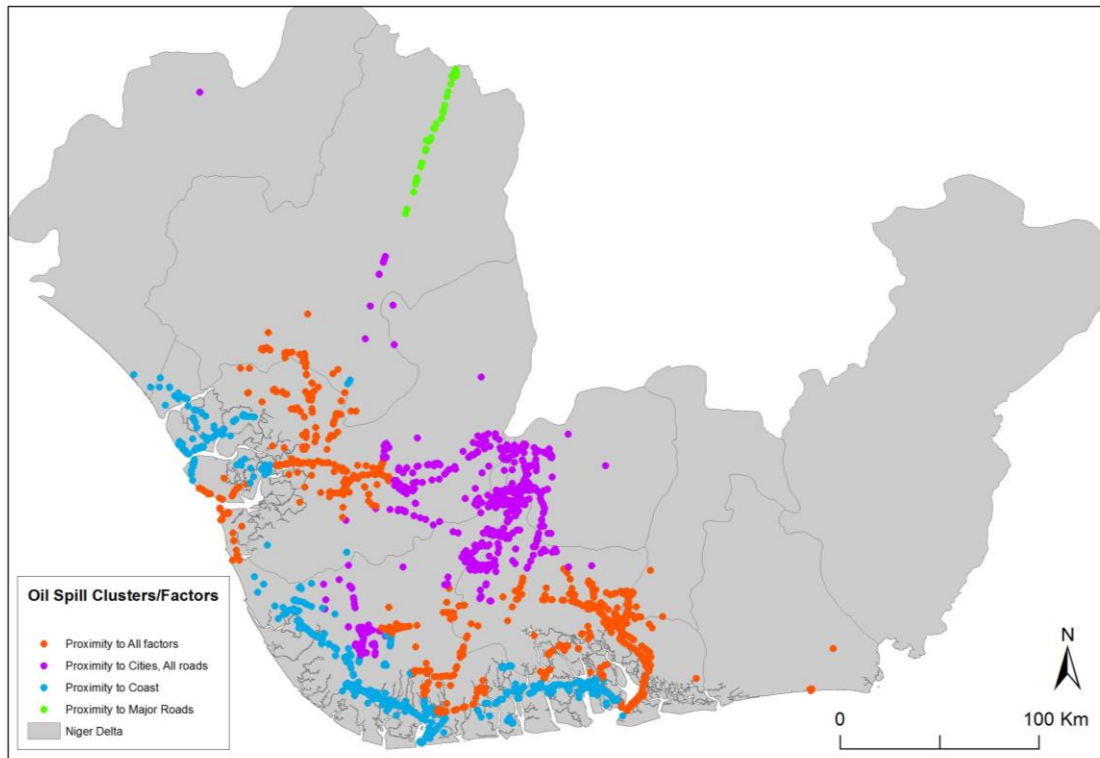 Oil Spill Clusters/Factors
Proximity to All factors
Proximity to Cities, All roads
Proximity to Coast
Proximity to Major Roads
Niger Delta
N
0 100 Km